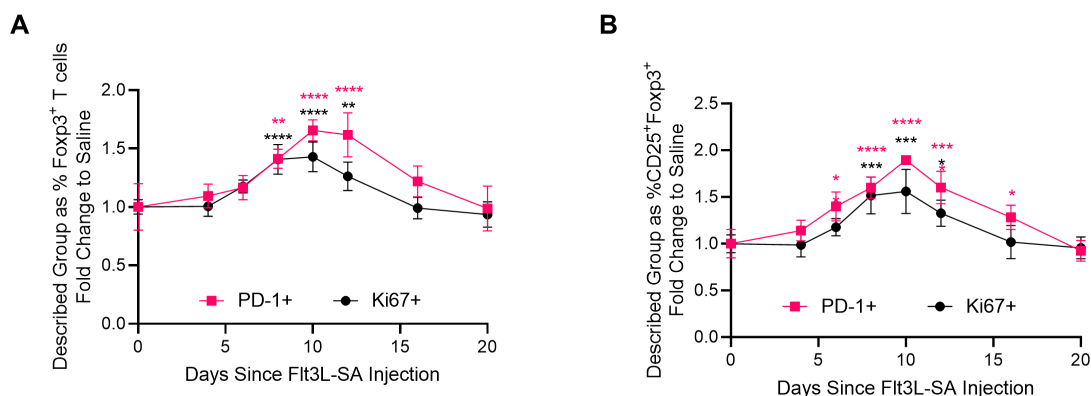 A
Described Group as % Foxp3⁺ T cells
Fold Change to Saline
2.0
1.5
1.0
0.5
0.0
** **** ****
**** **** **
PD-1+ Ki67+
0 5 10 15 20
Days Since Flt3L-SA Injection
B
Described Group as %CD25⁺Foxp3⁺
Fold Change to Saline
2.5
2.0
1.5
1.0
0.5
0.0
* **** **** *** *
*** *** *
PD-1+ Ki67+
0 5 10 15 20
Days Since Flt3L-SA Injection